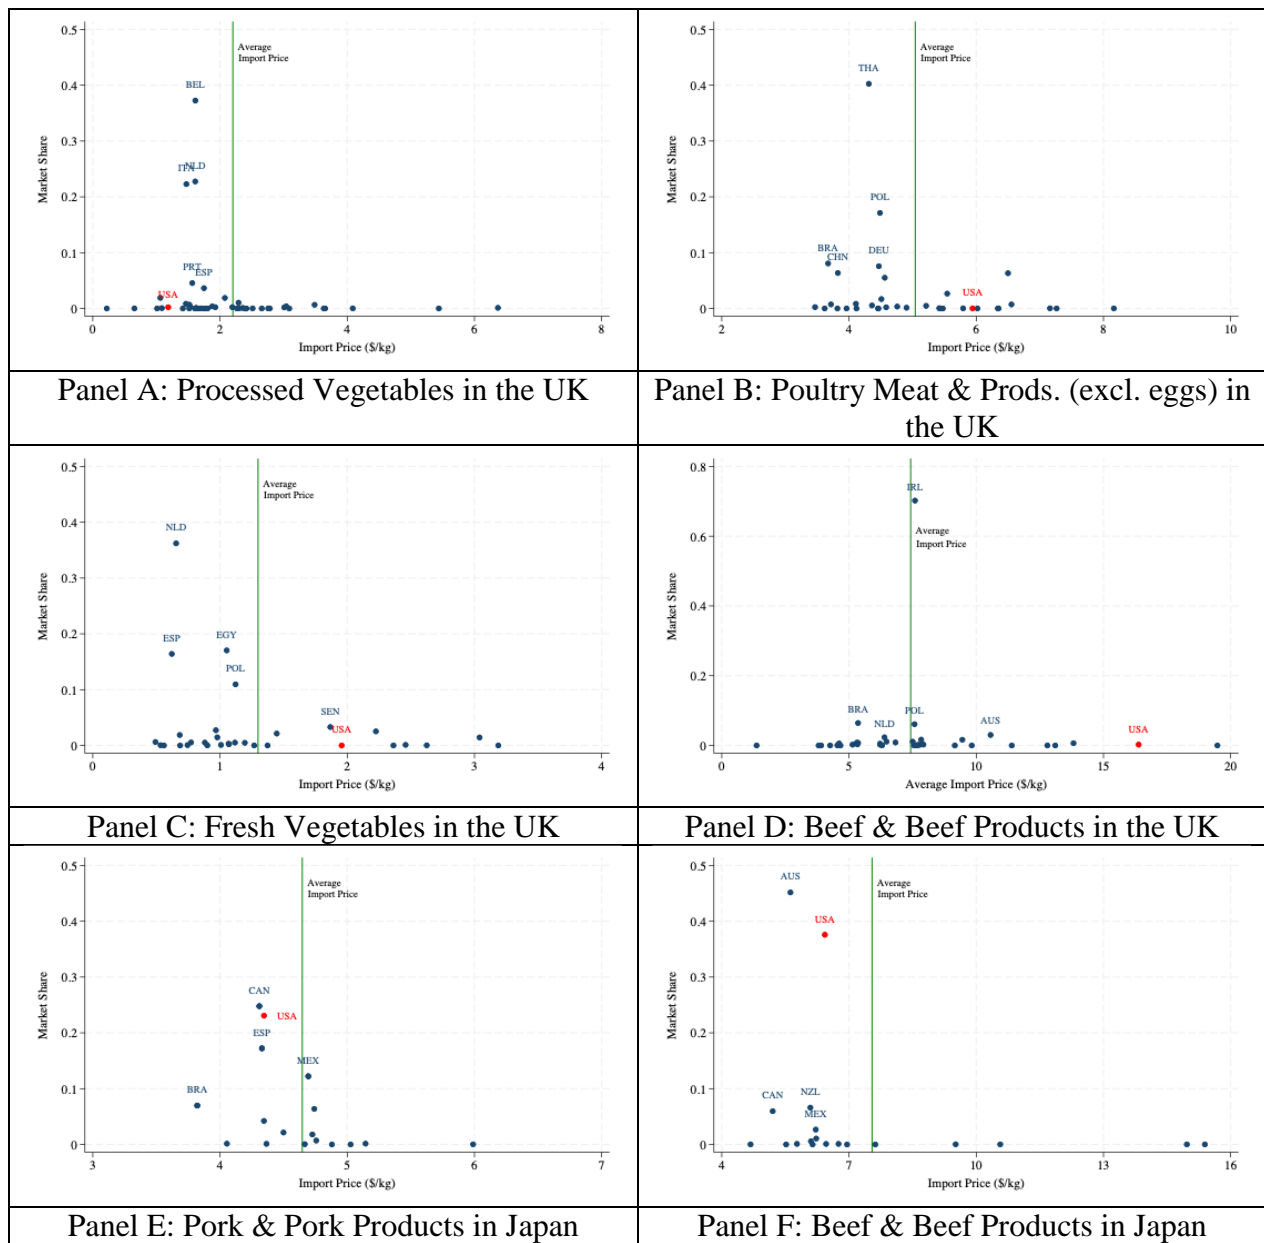 0.5
0.4
0.3
0.2
0.1
0
Market Share
Average
Import Price
BEL
ITA
NLD
PRT
ESP
USA
0 2 4 6 8
Import Price ($/kg)
Panel A: Processed Vegetables in the UK
0.5
0.4
0.3
0.2
0.1
0
Market Share
Average
Import Price
THA
POL
BRA
CHN
DEU
USA
2 4 6 8 10
Import Price ($/kg)
Panel B: Poultry Meat & Prods. (excl. eggs) in
the UK
0.5
0.4
0.3
0.2
0.1
0
Market Share
Average
Import Price
NLD
ESP
EGY
POL
SEN
USA
0 1 2 3 4
Import Price ($/kg)
Panel C: Fresh Vegetables in the UK
0.8
0.6
0.4
0.2
0
Market Share
IRL
Average
Import Price
BRA
NLD
POL
AUS
USA
0 5 10 15 20
Average Import Price ($/kg)
Panel D: Beef & Beef Products in the UK
0.5
0.4
0.3
0.2
0.1
0
Market Share
Average
Import Price
CAN
USA
ESP
MEX
BRA
3 4 5 6 7
Import Price ($/kg)
Panel E: Pork & Pork Products in Japan
0.5
0.4
0.3
0.2
0.1
0
Market Share
AUS
Average
Import Price
USA
CAN
NZL
MEX
4 7 10 13 16
Import Price ($/kg)
Panel F: Beef & Beef Products in Japan